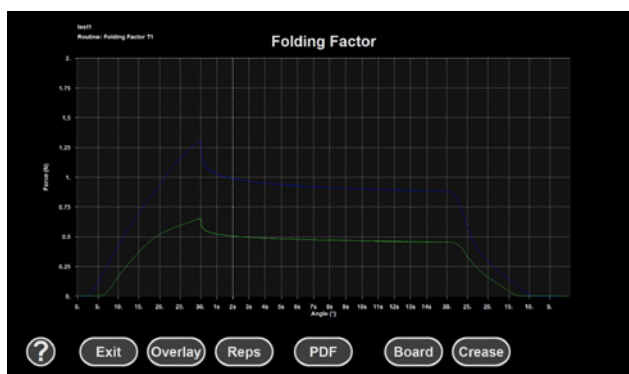 test1
Routine: Folding Factor T1
Folding Factor
2.
1.75
1.5
1.25
1.
0.75
0.5
0.25
0.
Force (N)
0. 5. 10. 15. 20. 25. 30. 1s 2s 3s 4s 5s 6s 7s 8s 9s 10s 11s 12s 13s 14s 30. 25. 20. 15. 10. 5.
Angle (°)
? Exit Overlay Reps PDF Board Crease